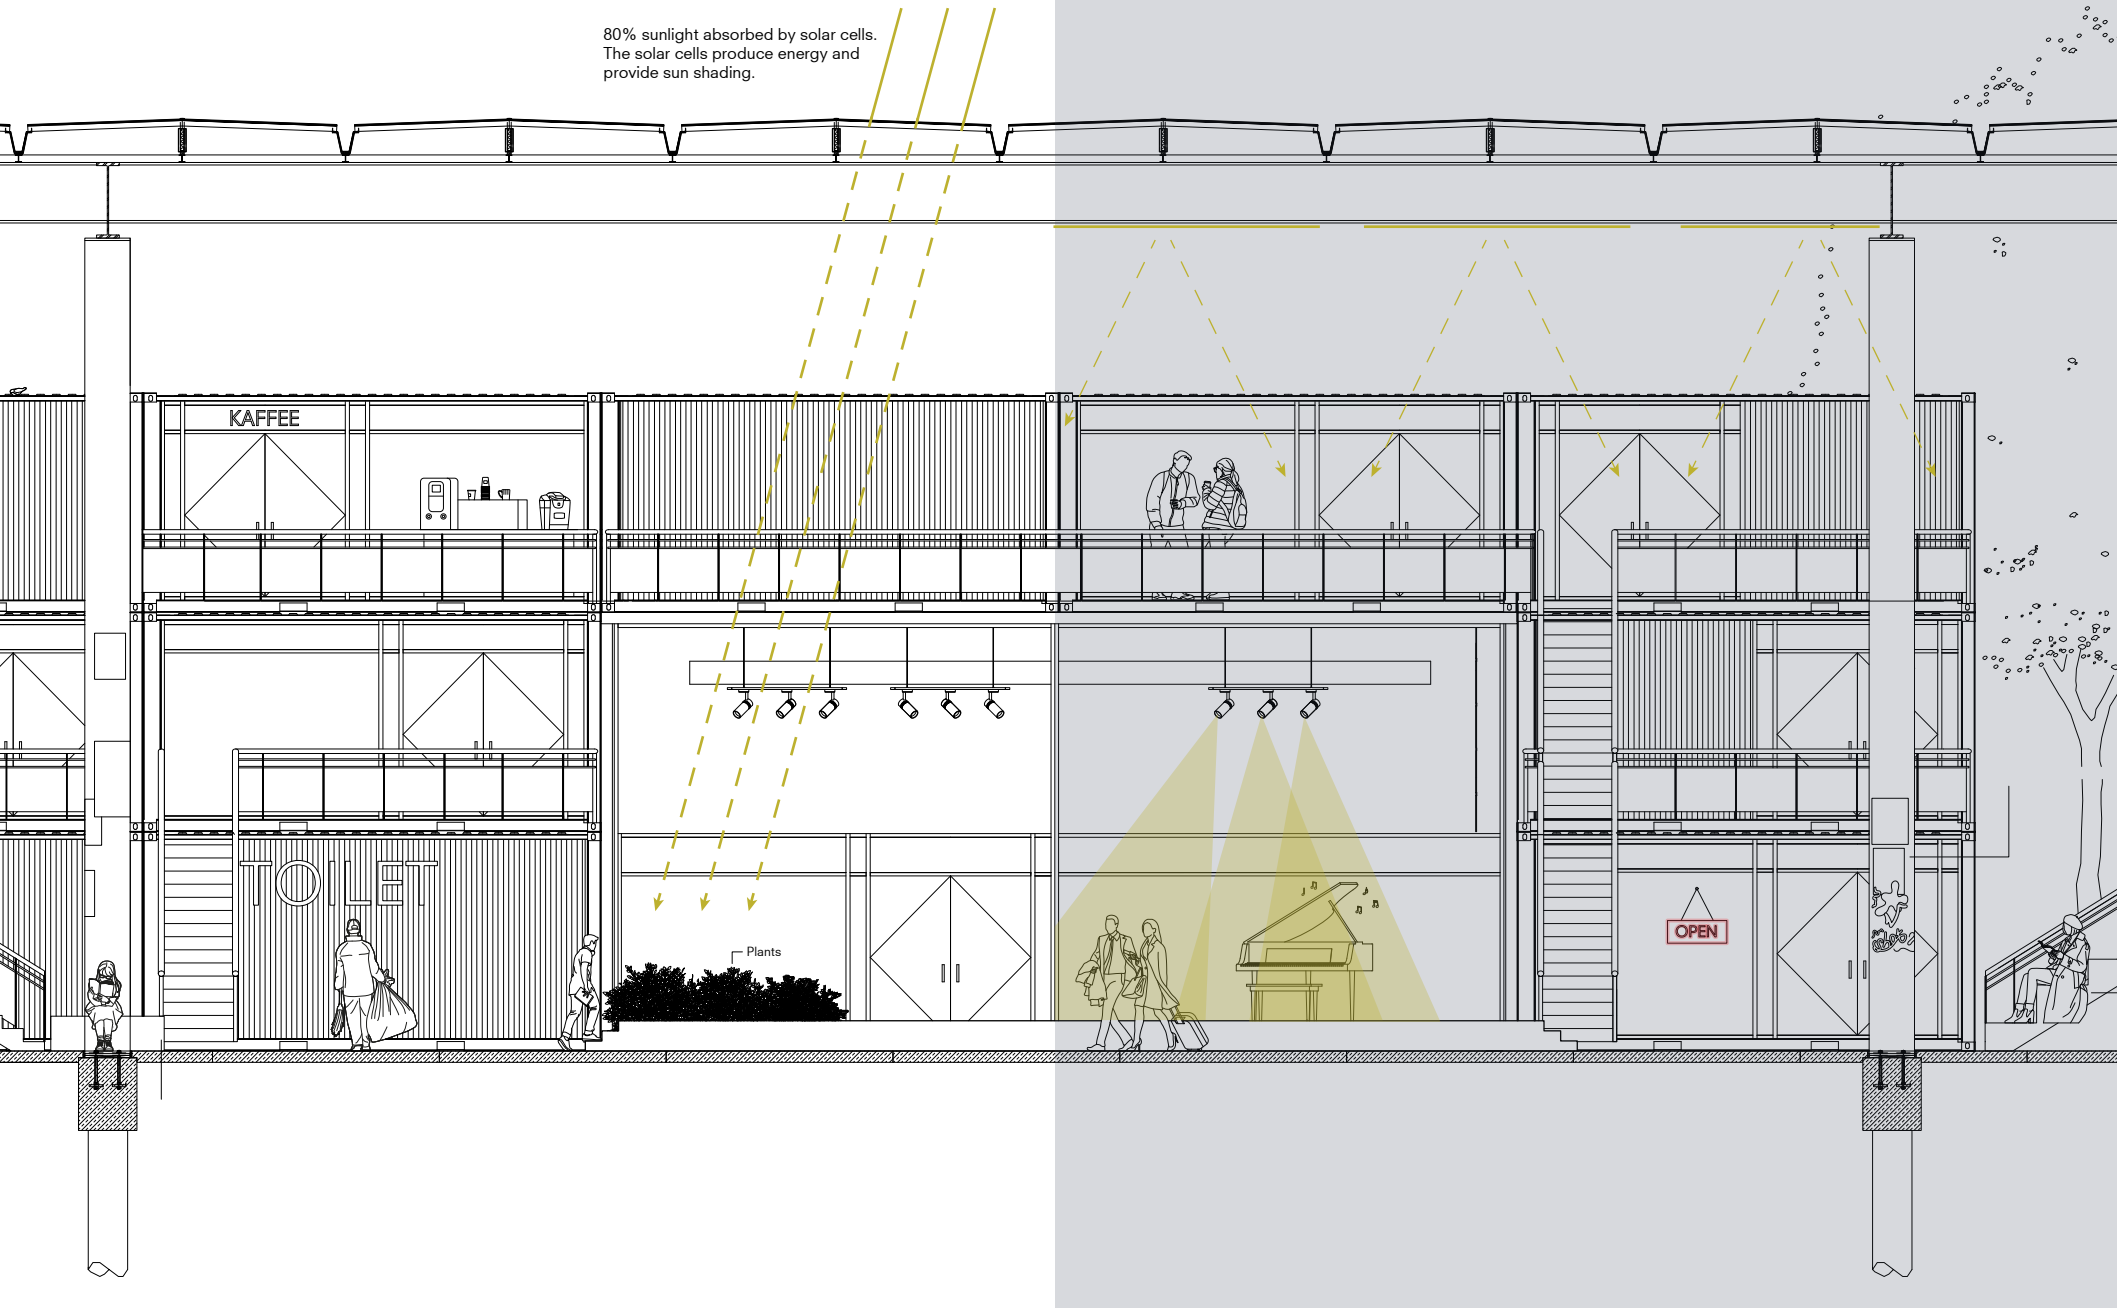 80% sunlight absorbed by solar cells.
The solar cells produce energy and
provide sun shading.
KAFFEE
TOILET
Plants
OPEN